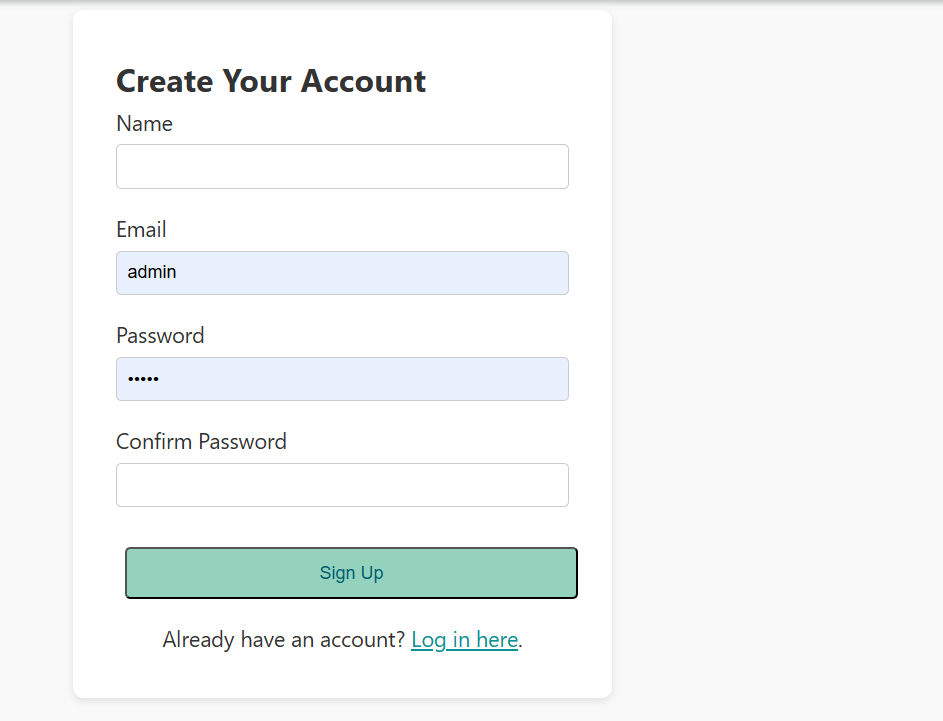 Create Your Account
Name
Email
admin
Password
•••••
Confirm Password
Sign Up
Already have an account? Log in here.